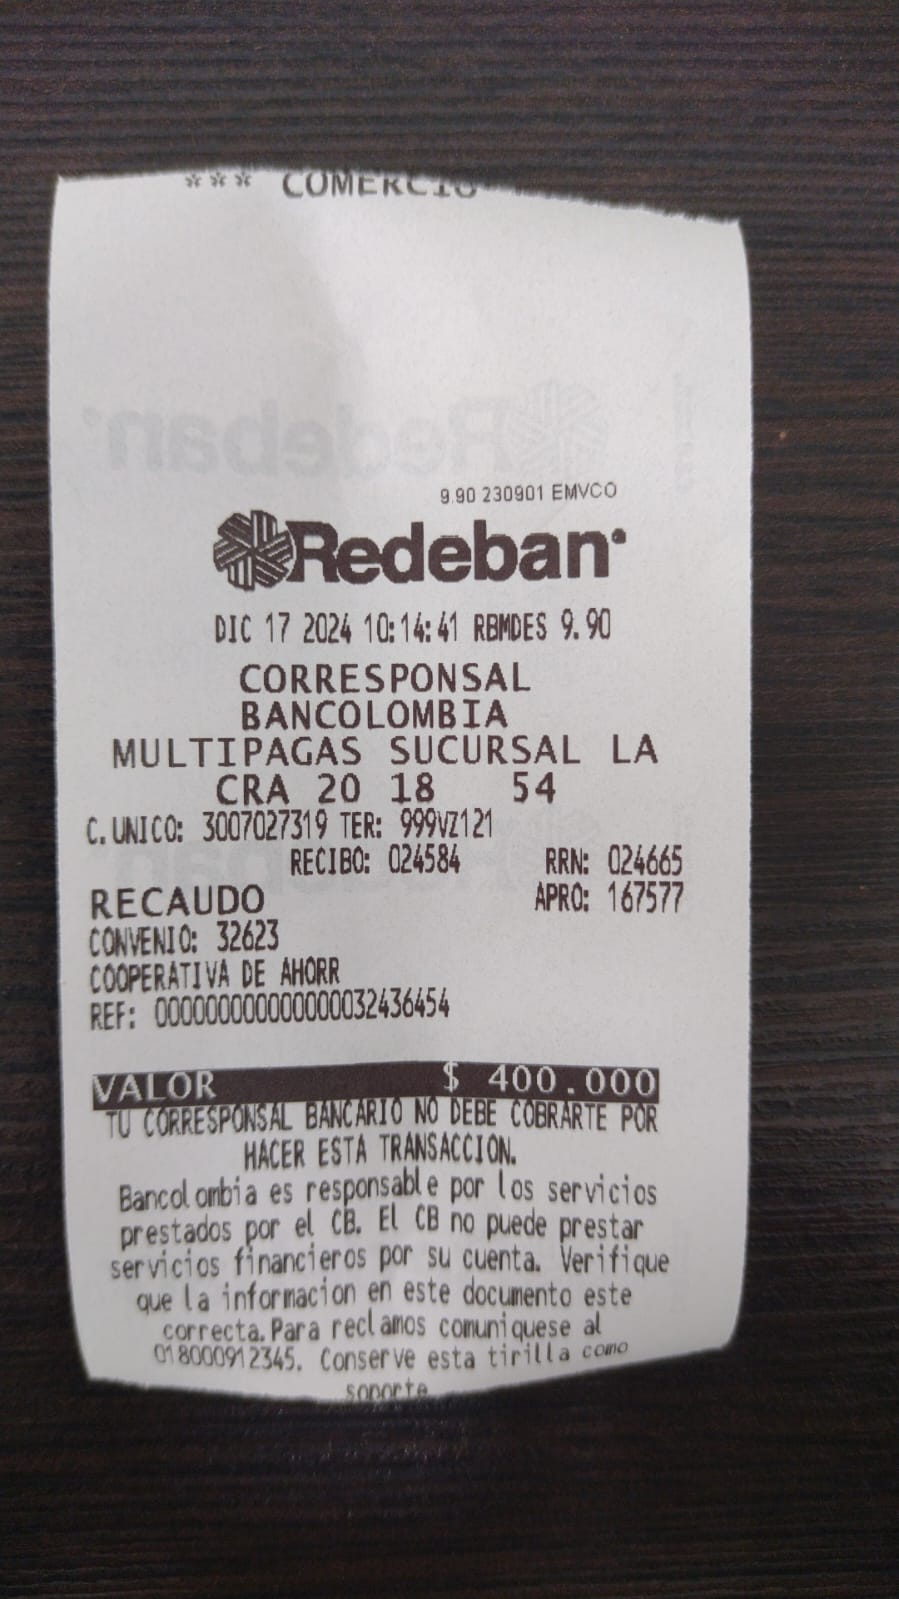 *** COMERCIO
9.90 230901 EMVCO
Redeban
DIC 17 2024 10:14:41 RBMDES 9.90
CORRESPONSAL
BANCOLOMBIA
MULTIPAGAS SUCURSAL LA
CRA 20 18 54
C. UNICO: 3007027319 TER: 999VZ121
RECIBO: 024584 RRN: 024665
RECAUDO APRO: 167577
CONVENIO: 32623
COOPERATIVA DE AHORR
REF: 0000000000000000032436454
VALOR $ 400.000
TU CORRESPONSAL BANCARIO NO DEBE COBRARTE POR
HACER ESTA TRANSACCION.
Bancolombia es responsable por los servicios
prestados por el CB. El CB no puede prestar
servicios financieros por su cuenta. Verifique
que la informacion en este documento este
correcta. Para reclamos comuniquese al
018000912345. Conserve esta tirilla como
soporte